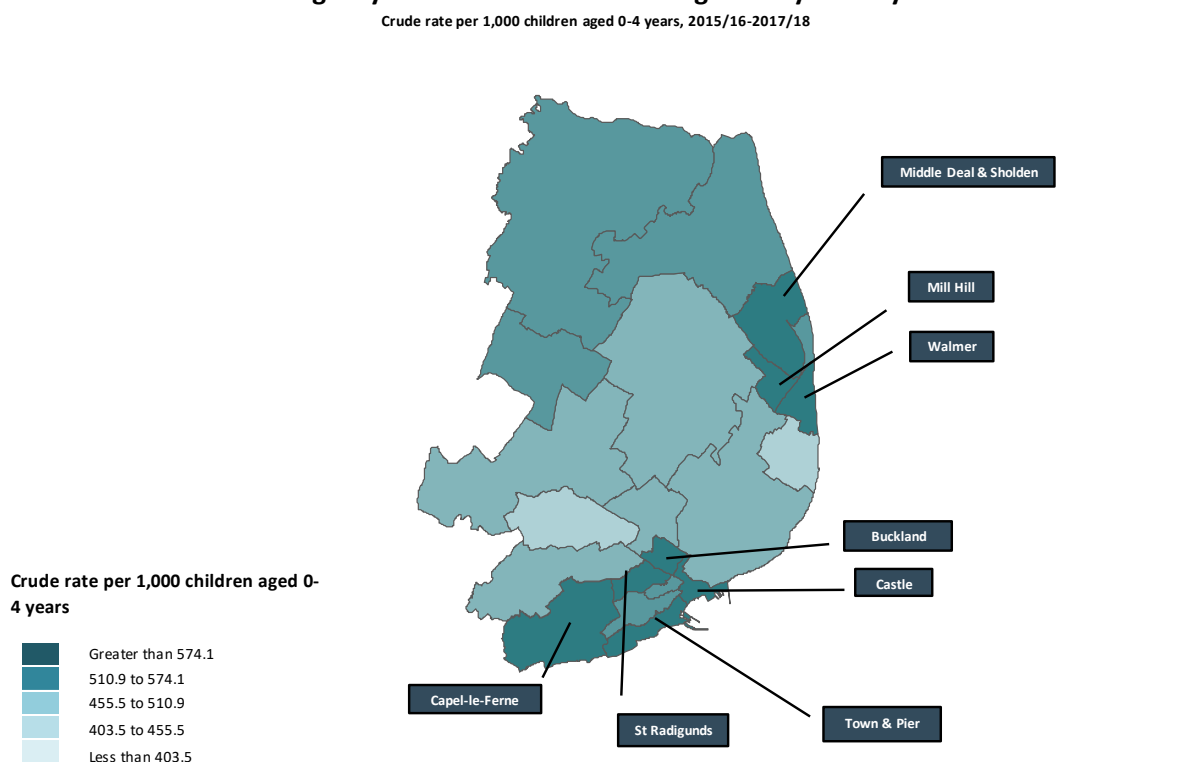 Crude rate per 1,000 children aged 0-4 years, 2015/16-2017/18
Middle Deal & Sholden
Mill Hill
Walmer
Buckland
Castle
Crude rate per 1,000 children aged 0-
4 years
Greater than 574.1
510.9 to 574.1
455.5 to 510.9
403.5 to 455.5
Less than 403.5
Capel-le-Ferne
St Radigunds
Town & Pier